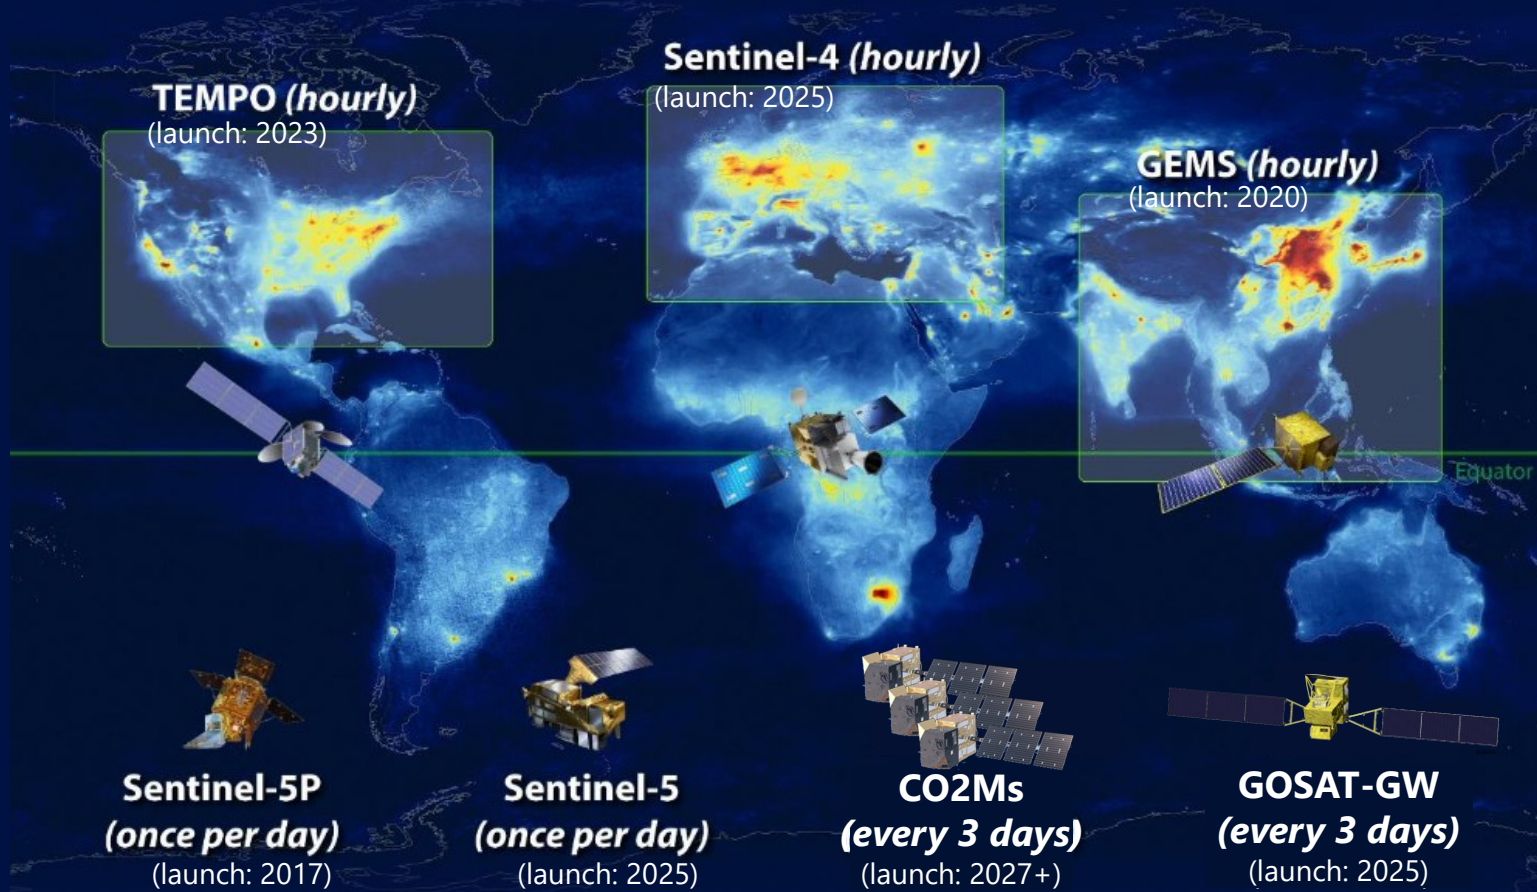 Sentinel-4 (hourly)
(launch: 2025)
TEMPO (hourly)
(launch: 2023)
GEMS (hourly)
(launch: 2020)
Equator
Sentinel-5P
(once per day)
(launch: 2017)
Sentinel-5
(once per day)
(launch: 2025)
CO2Ms
(every 3 days)
(launch: 2027+)
GOSAT-GW
(every 3 days)
(launch: 2025)